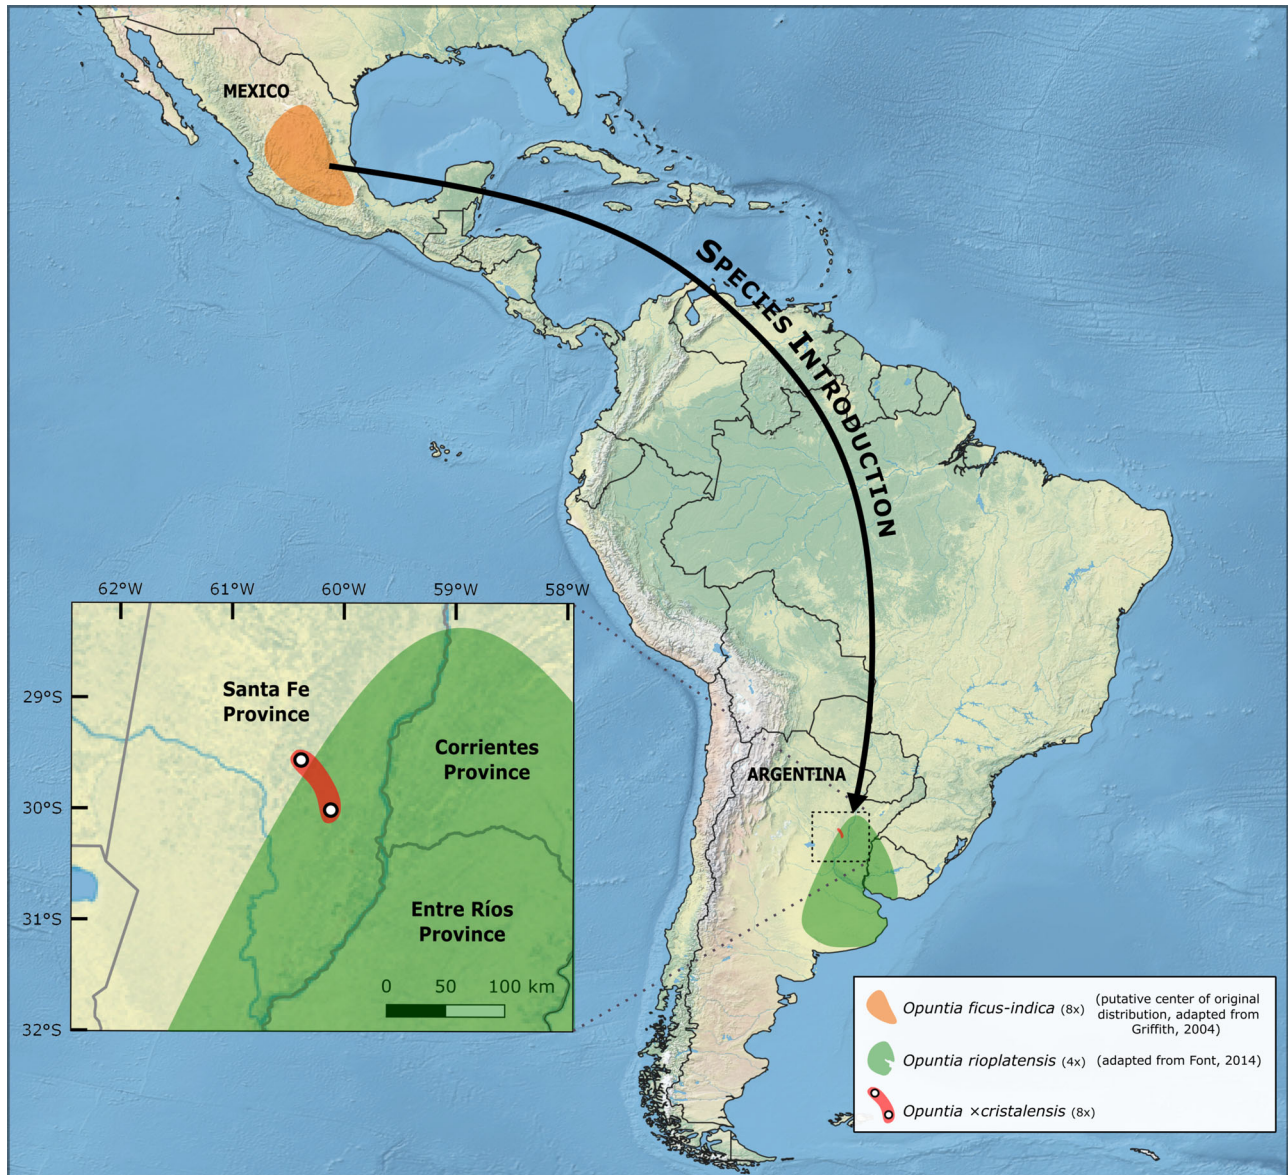 MEXICO
SPECIES INTRODUCTION
62°W 61°W 60°W 59°W 58°W
29°S
30°S
31°S
32°S
Santa Fe
Province
Corrientes
Province
Entre Ríos
Province
0 50 100 km
ARGENTINA
Opuntia ficus-indica (8x) (putative center of original
distribution, adapted from
Griffith, 2004)
Opuntia rioplatensis (4x) (adapted from Font, 2014)
Opuntia ×cristalensis (8x)